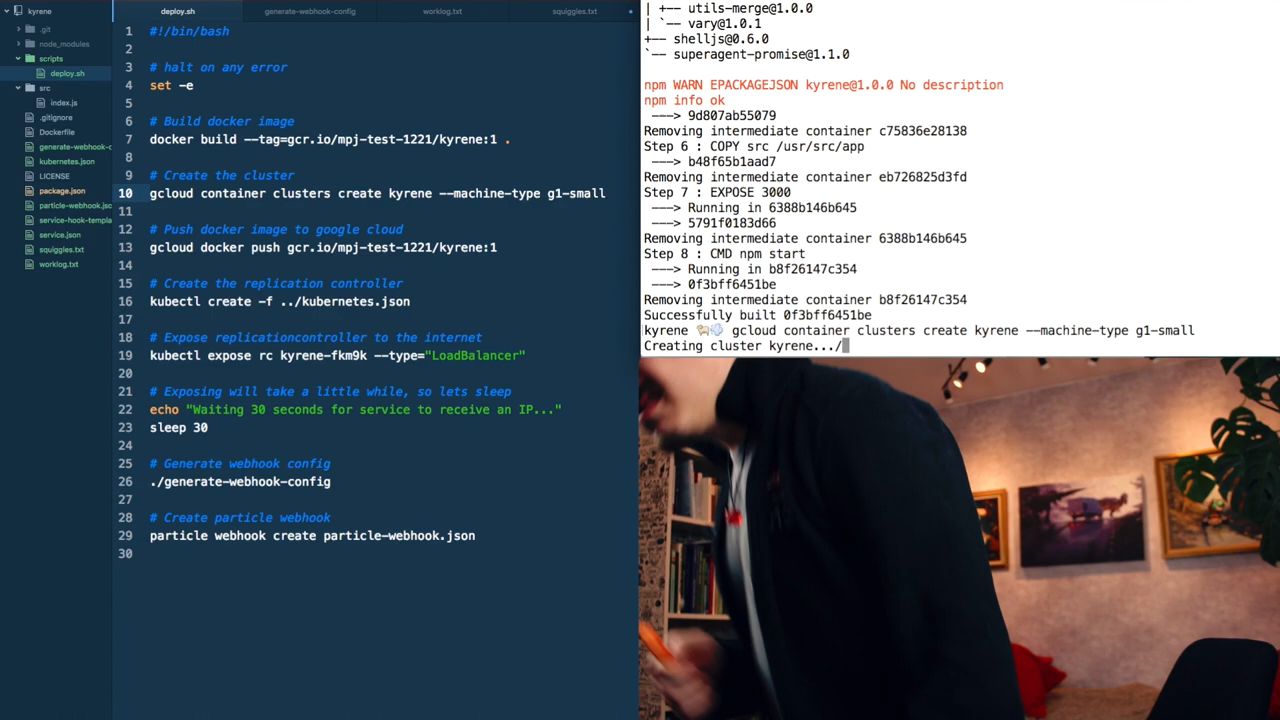 kyrene
.git
node_modules
scripts
deploy.sh
src
index.js
.gitignore
Dockerfile
generate-webhook-c
kubernetes.json
LICENSE
package.json
particle-webhook.jso
service-hook-templa
service.json
squiggles.txt
worklog.txt
deploy.sh
generate-webhook-config
worklog.txt
squiggles.txt
1 #!/bin/bash
2
3 # halt on any error
4 set -e
5
6 # Build docker image
7 docker build --tag=gcr.io/mpj-test-1221/kyrene:1 .
8
9 # Create the cluster
10 gcloud container clusters create kyrene --machine-type g1-small
11
12 # Push docker image to google cloud
13 gcloud docker push gcr.io/mpj-test-1221/kyrene:1
14
15 # Create the replication controller
16 kubectl create -f ../kubernetes.json
17
18 # Expose replicationcontroller to the internet
19 kubectl expose rc kyrene-fkm9k --type="LoadBalancer"
20
21 # Exposing will take a little while, so lets sleep
22 echo "Waiting 30 seconds for service to receive an IP..."
23 sleep 30
24
25 # Generate webhook config
26 ./generate-webhook-config
27
28 # Create particle webhook
29 particle webhook create particle-webhook.json
30
| +-- utils-merge@1.0.0
| `-- vary@1.0.1
+-- shelljs@0.6.0
`-- superagent-promise@1.1.0
npm WARN EPACKAGEJSON kyrene@1.0.0 No description
npm info ok
---> 9d807ab55079
Removing intermediate container c75836e28138
Step 6 : COPY src /usr/src/app
---> b48f65b1aad7
Removing intermediate container eb726825d3fd
Step 7 : EXPOSE 3000
---> Running in 6388b146b645
---> 5791f0183d66
Removing intermediate container 6388b146b645
Step 8 : CMD npm start
---> Running in b8f26147c354
---> 0f3bff6451be
Removing intermediate container b8f26147c354
Successfully built 0f3bff6451be
kyrene 🐏💨 gcloud container clusters create kyrene --machine-type g1-small
Creating cluster kyrene.../